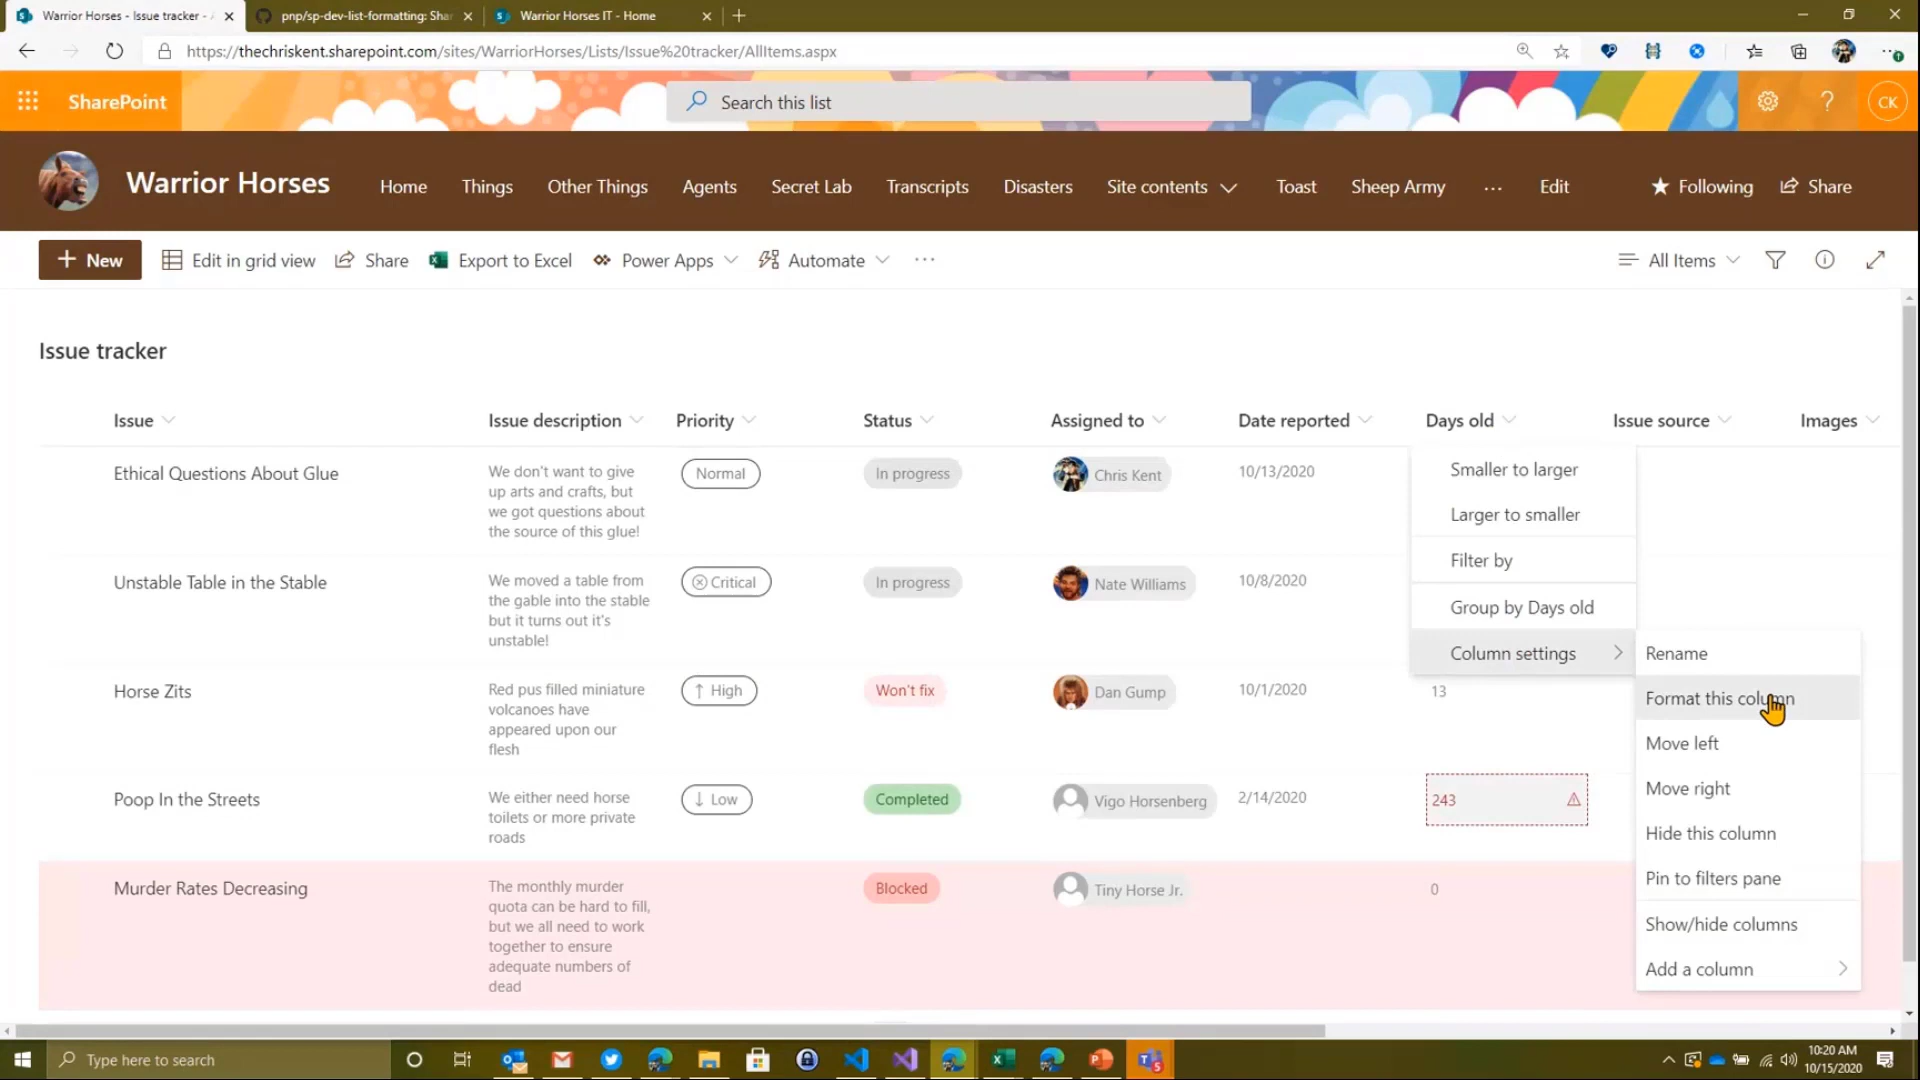 Warrior Horses - Issue tracker -
pnp/sp-dev-list-formatting: Shar
Warrior Horses IT - Home
https://thechriskent.sharepoint.com/sites/WarriorHorses/Lists/Issue%20tracker/AllItems.aspx
SharePoint
Search this list
?
CK
Warrior Horses
Home
Things
Other Things
Agents
Secret Lab
Transcripts
Disasters
Site contents
Toast
Sheep Army
...
Edit
Following
Share
+ New
Edit in grid view
Share
Export to Excel
Power Apps
Automate
...
All Items
Issue tracker
Issue
Issue description
Priority
Status
Assigned to
Date reported
Days old
Issue source
Images
Ethical Questions About Glue
We don't want to give
up arts and crafts, but
we got questions about
the source of this glue!
Normal
In progress
Chris Kent
10/13/2020
Unstable Table in the Stable
We moved a table from
the gable into the stable
but it turns out it's
unstable!
Critical
In progress
Nate Williams
10/8/2020
Horse Zits
Red pus filled miniature
volcanoes have
appeared upon our
flesh
↑ High
Won't fix
Dan Gump
10/1/2020
13
Poop In the Streets
We either need horse
toilets or more private
roads
↓ Low
Completed
Vigo Horsenberg
2/14/2020
243
Murder Rates Decreasing
The monthly murder
quota can be hard to fill,
but we all need to work
together to ensure
adequate numbers of
dead
Blocked
Tiny Horse Jr.
0
Smaller to larger
Larger to smaller
Filter by
Group by Days old
Column settings
Rename
Format this column
Move left
Move right
Hide this column
Pin to filters pane
Show/hide columns
Add a column
Type here to search
10:20 AM
10/15/2020